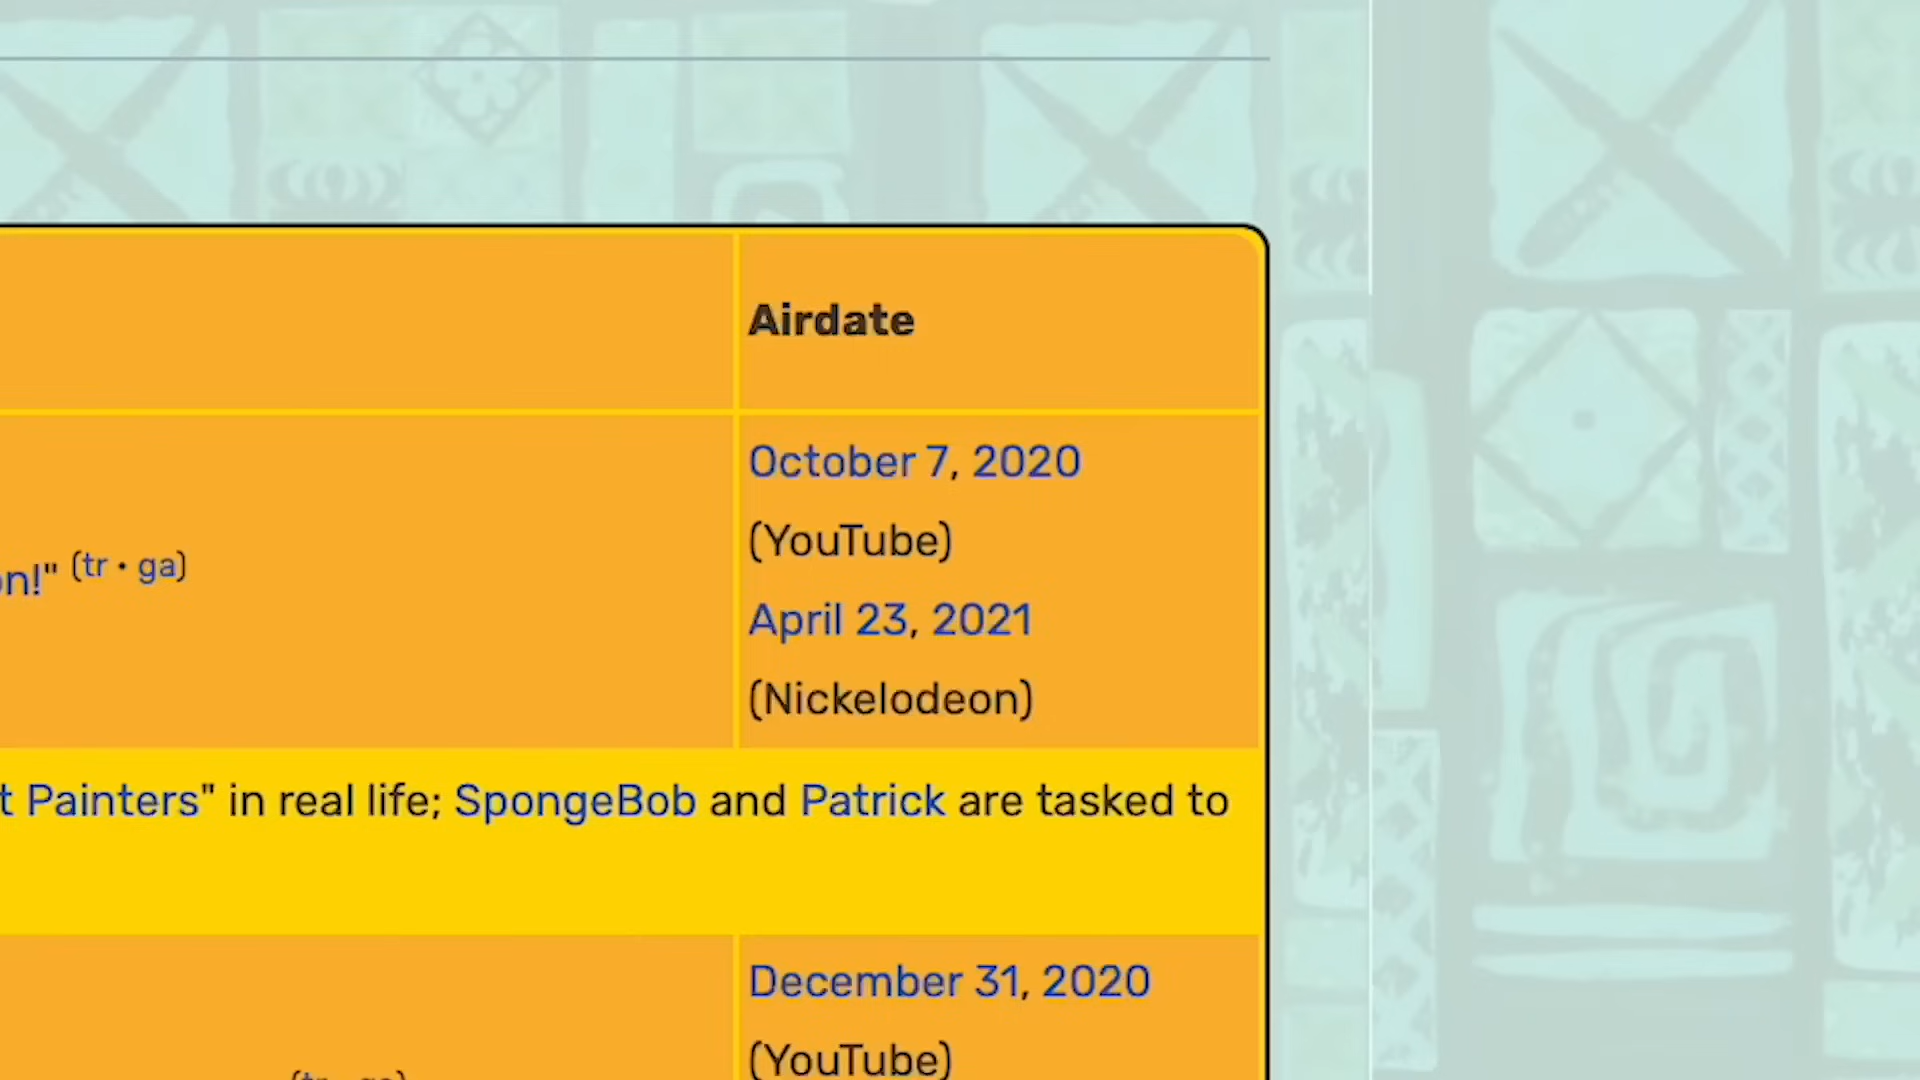 Airdate
October 7, 2020
(YouTube)
on!" (tr • ga)
April 23, 2021
(Nickelodeon)
t Painters" in real life; SpongeBob and Patrick are tasked to
December 31, 2020
(YouTube)